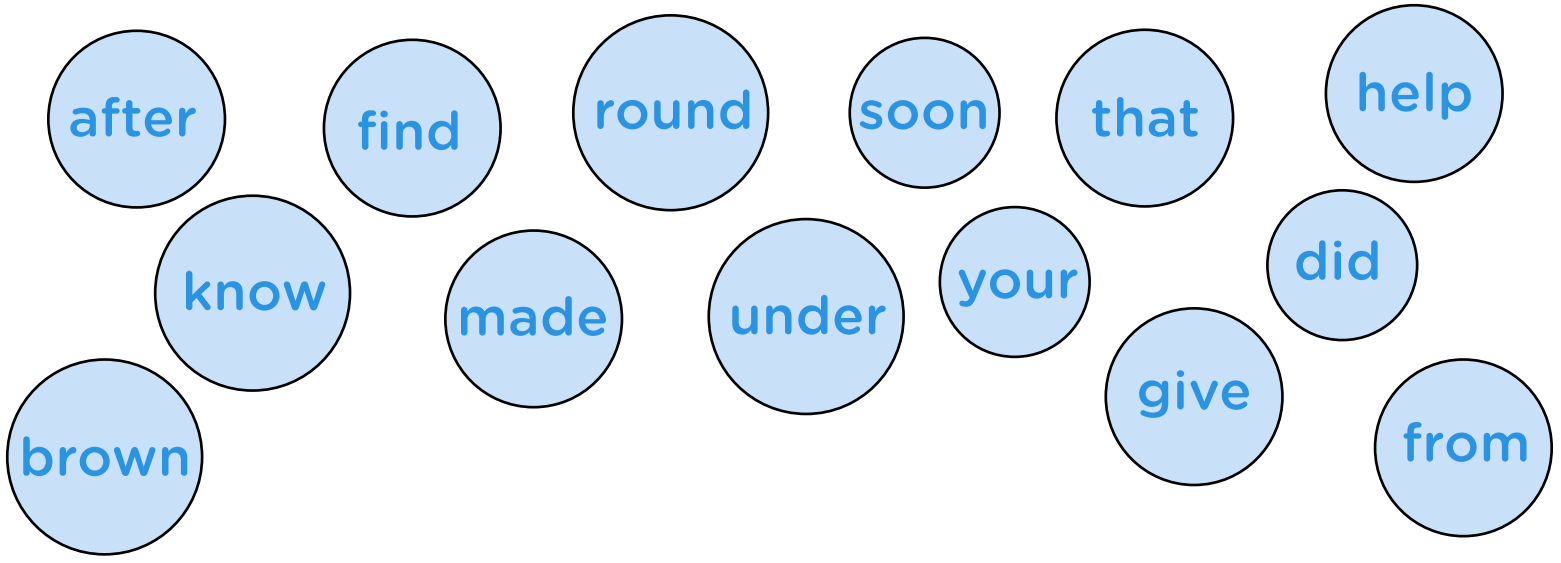 after
find
round
soon
that
help
know
made
under
your
did
give
brown
from